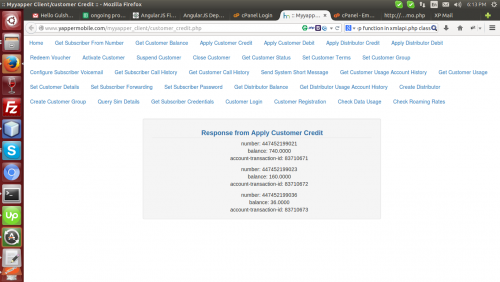 :: Myyapper Client/customer Credit :: - Mozilla Firefox
6:13 PM
Hello Gulsh...
ongoing pro...
Angular JS F...
Angular JS Dep...
cPanel Login
:: Myapper...
cPanel - Em...
http://...mo.php
XP Mail
www.yappermobile.com/myyapper_client/customer_credit.php
-p function in xmlapi.php class
Home Get Subscriber From Number Get Customer Balance Apply Customer Credit Apply Customer Debit Apply Distributor Credit Apply Distributor Debit
Redeem Voucher Activate Customer Suspend Customer Close Customer Get Customer Status Set Customer Terms Set Customer Group
Configure Subscriber Voicemail Get Subscriber Call History Get Customer Call History Send System Short Message Get Customer Usage Account History Get Customer Usage
Set Customer Details Set Subscriber Forwarding Set Subscriber Password Get Distributor Balance Get Distributor Usage Account History Create Distributor
Create Customer Group Query Sim Details Get Subscriber Credentials Customer Login Customer Registration Check Data Usage Check Roaming Rates
Response from Apply Customer Credit
number: 447452199021
balance: 740.0000
account-transaction-id: 83710671
number: 447452199023
balance: 160.0000
account-transaction-id: 83710672
number: 447452199036
balance: 36.0000
account-transaction-id: 83710673